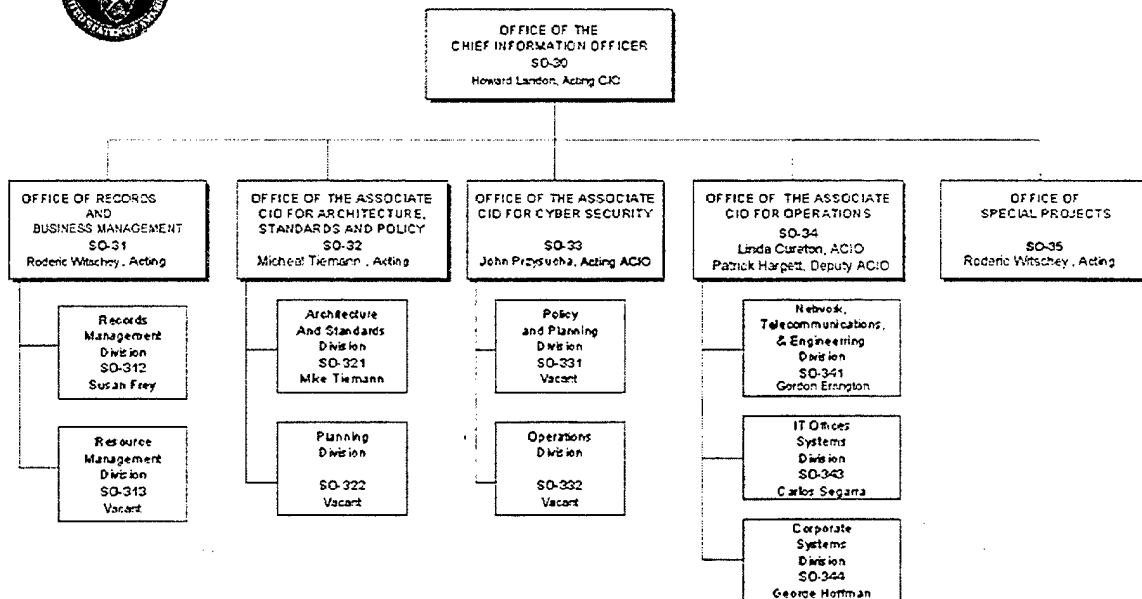 UNITED STATES OF AMERICA
OFFICE OF THE
CHIEF INFORMATION OFFICER
SO-30
Howard Landon, Acting CIO
OFFICE OF RECORDS
AND
BUSINESS MANAGEMENT
SO-31
Roderic Witschey, Acting
Records
Management
Division
SO-312
Susan Frey
Resource
Management
Division
SO-313
Vacant
OFFICE OF THE ASSOCIATE
CIO FOR ARCHITECTURE,
STANDARDS AND POLICY
SO-32
Micheal Tiemann, Acting
Architecture
And Standards
Division
SO-321
Mike Tiemann
Planning
Division
SO-322
Vacant
OFFICE OF THE ASSOCIATE
CIO FOR CYBER SECURITY
SO-33
John Przysucha, Acting ACIO
Policy
and Planning
Division
SO-331
Vacant
Operations
Division
SO-332
Vacant
OFFICE OF THE ASSOCIATE
CIO FOR OPERATIONS
SO-34
Linda Cureton, ACIO
Patrick Hargett, Deputy ACIO
Network,
Telecommunications,
& Engineering
Division
SO-341
Gordon Errington
IT Offices
Systems
Division
SO-343
Carlos Segarra
Corporate
Systems
Division
SO-344
George Hoffman
OFFICE OF
SPECIAL PROJECTS
SO-35
Roderic Witschey, Acting